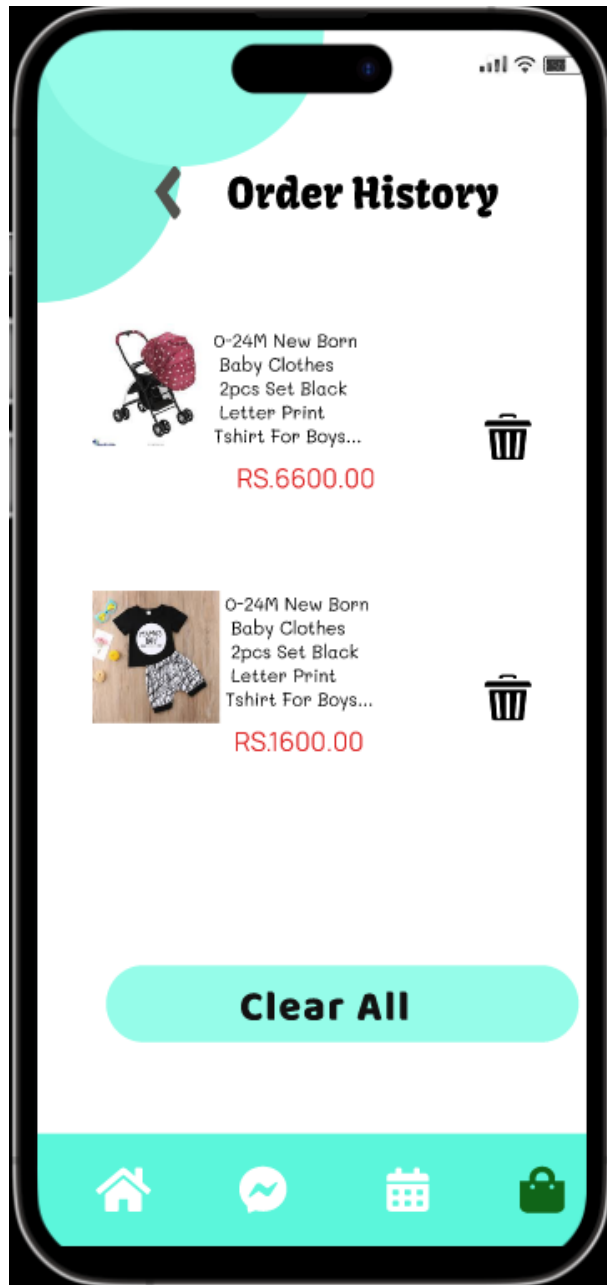 Order History
0-24M New Born
Baby Clothes
2pcs Set Black
Letter Print
Tshirt For Boys...
RS.6600.00
0-24M New Born
Baby Clothes
2pcs Set Black
Letter Print
Tshirt For Boys...
RS.1600.00
Clear All